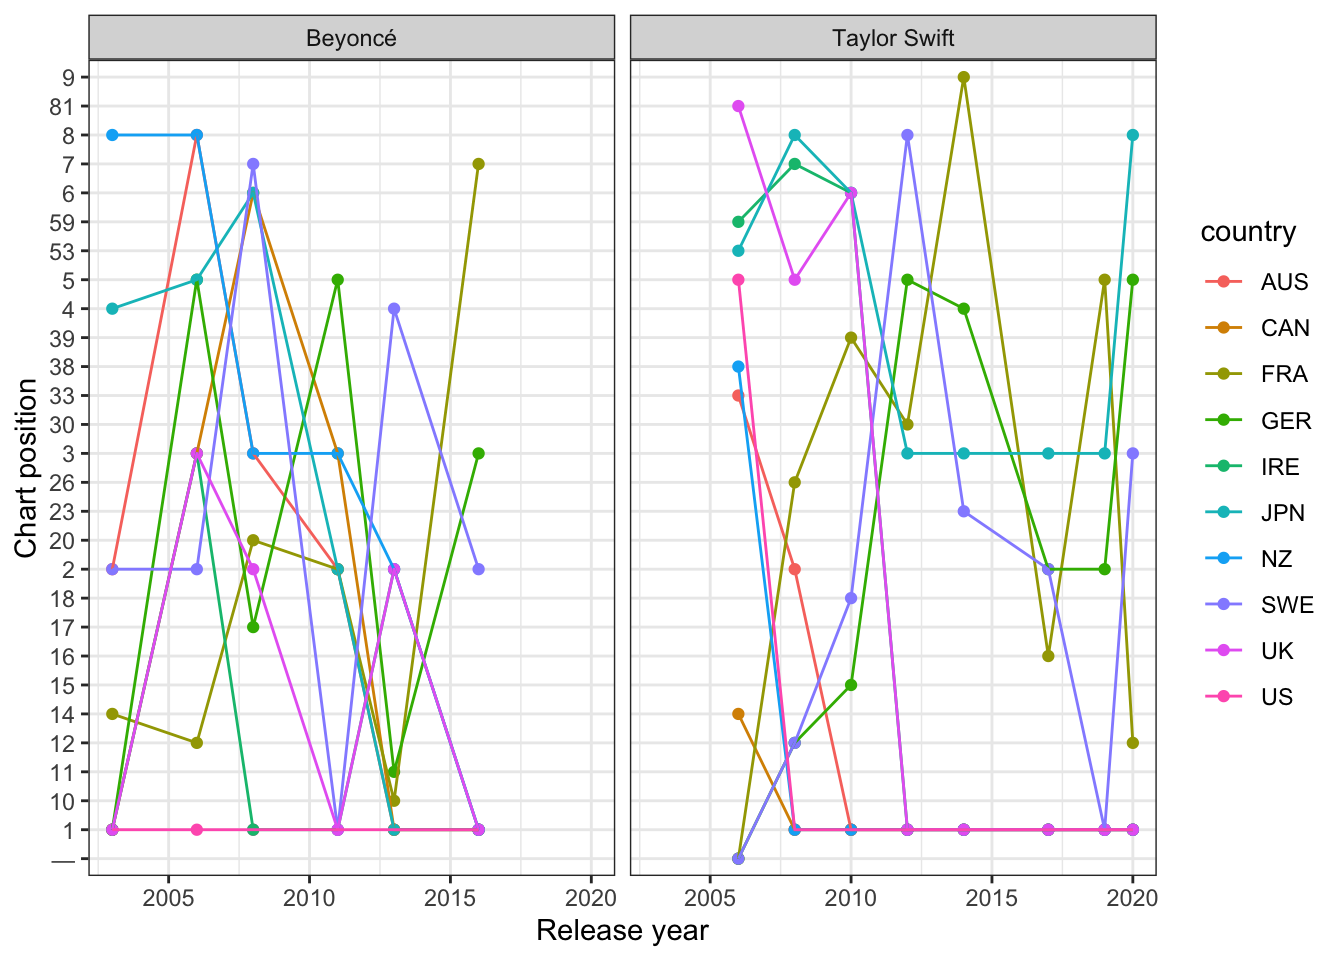 Beyoncé
Taylor Swift
9
81
8
7
6
59
53
5
4
39
38
33
30
3
26
23
20
2
18
17
16
15
14
12
11
10
1
—
Chart position
2005 2010 2015 2020
2005 2010 2015 2020
Release year
country
AUS
CAN
FRA
GER
IRE
JPN
NZ
SWE
UK
US